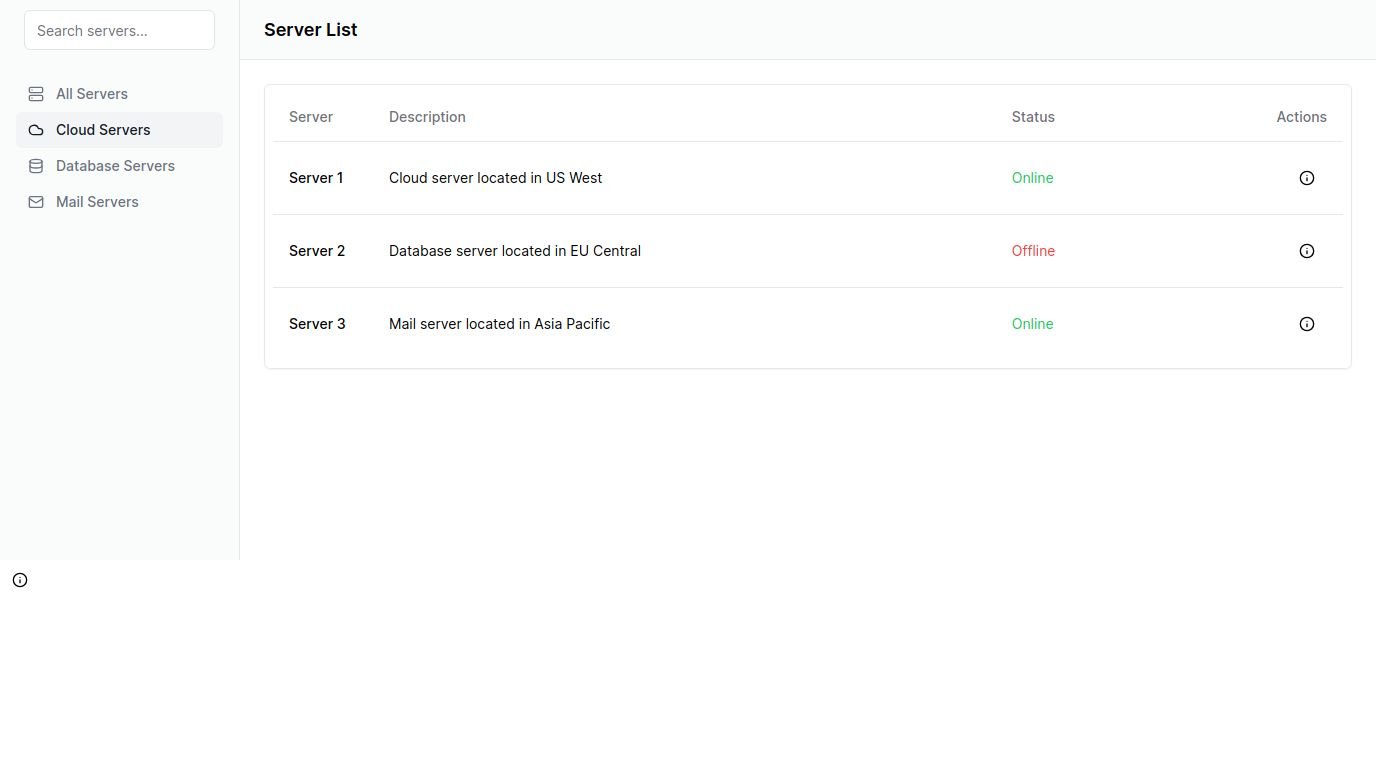 Search servers...
All Servers
Cloud Servers
Database Servers
Mail Servers
Server List
Server Description Status Actions
Server 1 Cloud server located in US West Online
Server 2 Database server located in EU Central Offline
Server 3 Mail server located in Asia Pacific Online